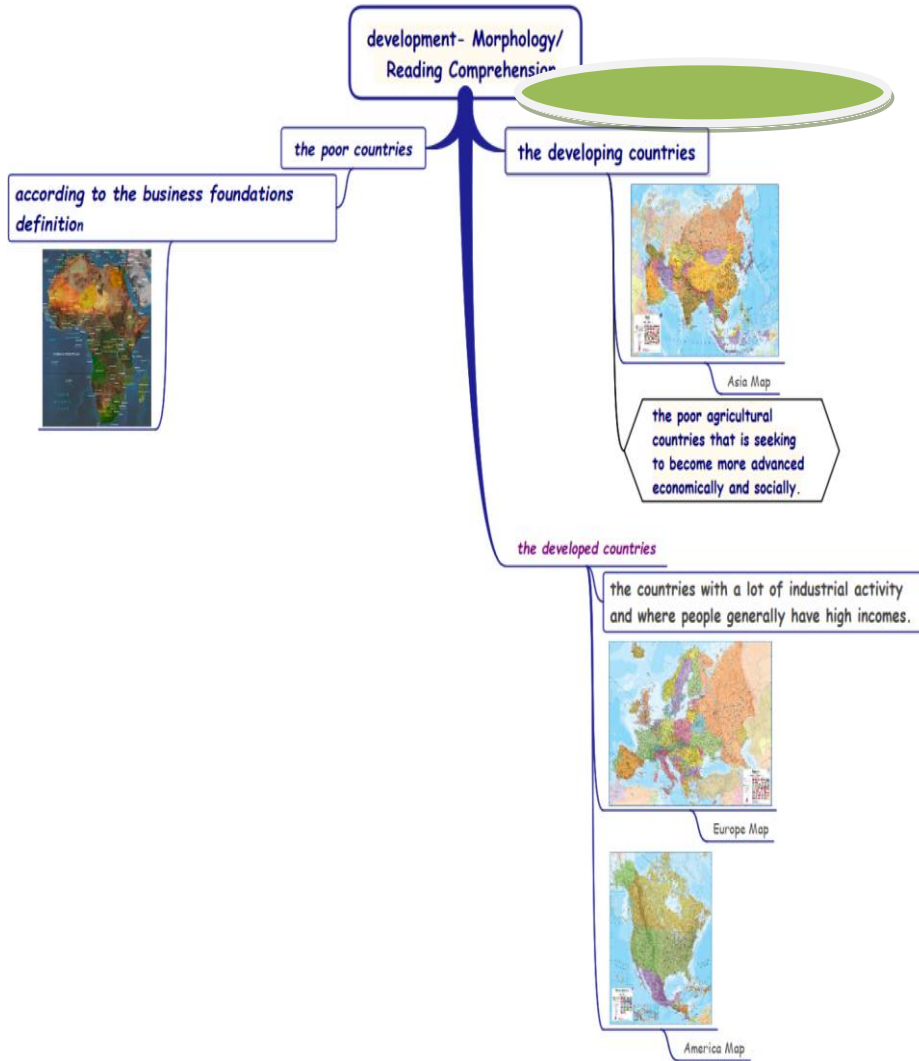 development- Morphology/
Reading Comprehension
the poor countries
the developing countries
according to the business foundations
definition
Asia Map
the poor agricultural
countries that is seeking
to become more advanced
economically and socially.
the developed countries
the countries with a lot of industrial activity
and where people generally have high incomes.
Europe Map
America Map